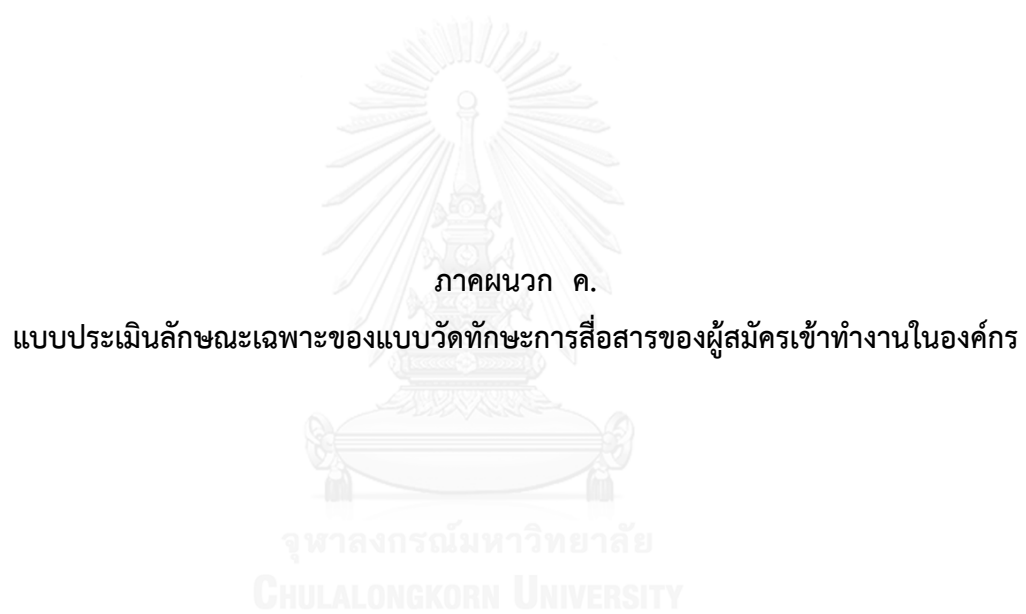 ภาคผนวก ค.
แบบประเมินลักษณะเฉพาะของแบบวัดทักษะการสื่อสารของผู้สมัครเข้าทำงานในองค์กร
จุฬาลงกรณ์มหาวิทยาลัย
CHULALONGKORN UNIVERSITY